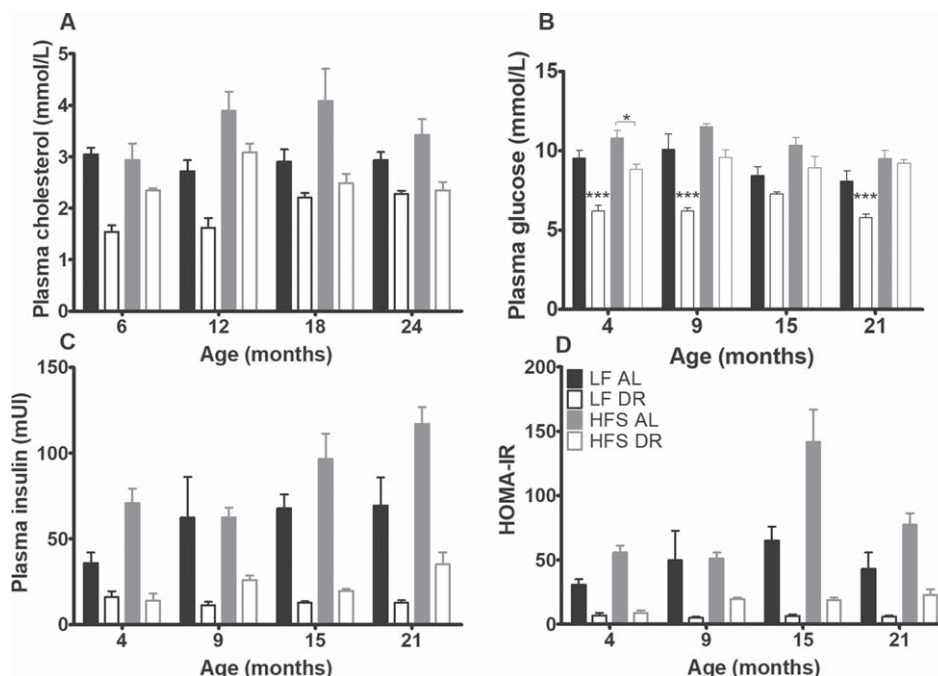 A
Plasma cholesterol (mmol/L)
5
4
3
2
1
0
6 12 18 24
Age (months)
B
Plasma glucose (mmol/L)
15
10
5
0
*
*** *** ***
4 9 15 21
Age (months)
C
Plasma insulin (mUI)
150
100
50
0
4 9 15 21
Age (months)
D
HOMA-IR
200
150
100
50
0
LF AL
LF DR
HFS AL
HFS DR
4 9 15 21
Age (months)